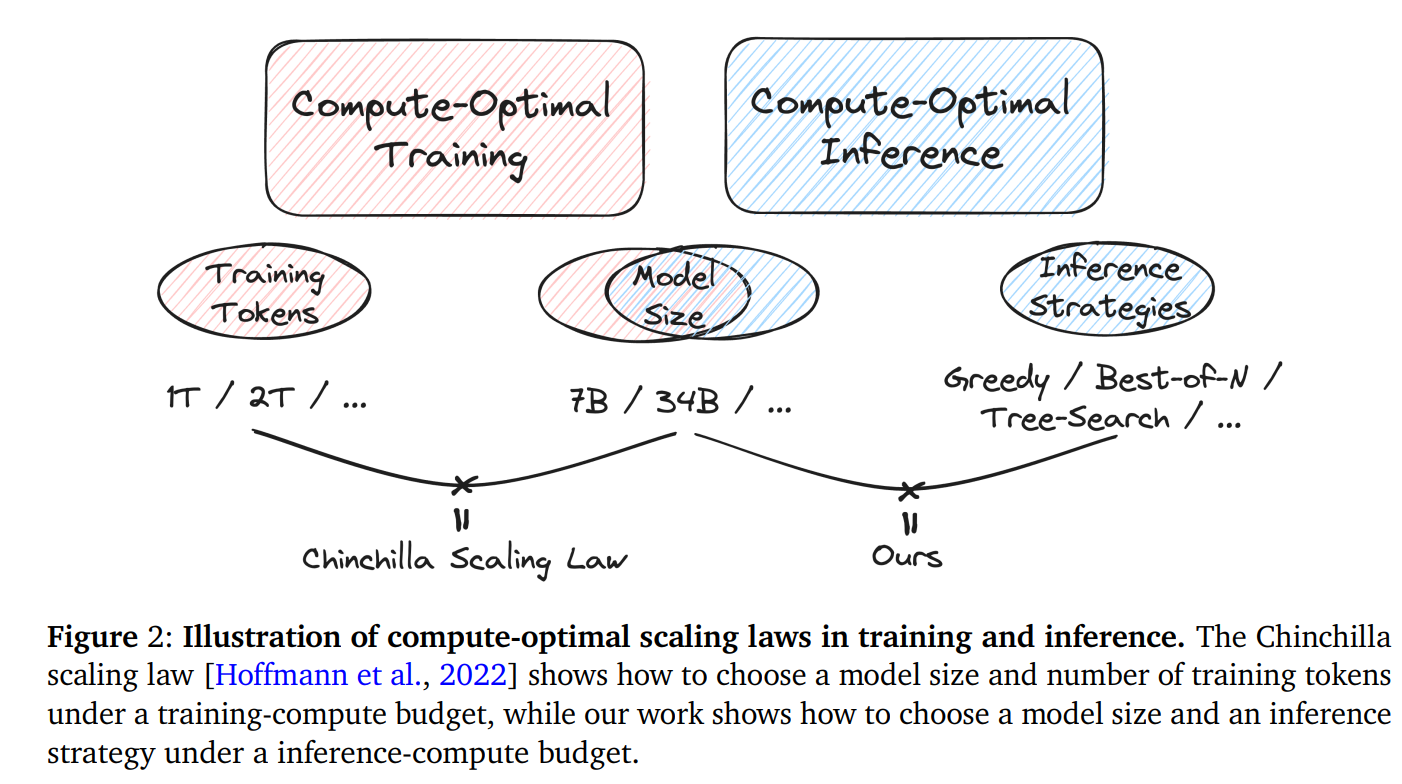 Compute-Optimal
Training
Compute-Optimal
Inference
Training
Tokens
Model
Size
Inference
Strategies
1T / 2T / ...
7B / 34B / ...
Greedy / Best-of-N /
Tree-Search / ...
Chinchilla Scaling Law
Ours
Figure 2: Illustration of compute-optimal scaling laws in training and inference. The Chinchilla
scaling law [Hoffmann et al., 2022] shows how to choose a model size and number of training tokens
under a training-compute budget, while our work shows how to choose a model size and an inference
strategy under a inference-compute budget.